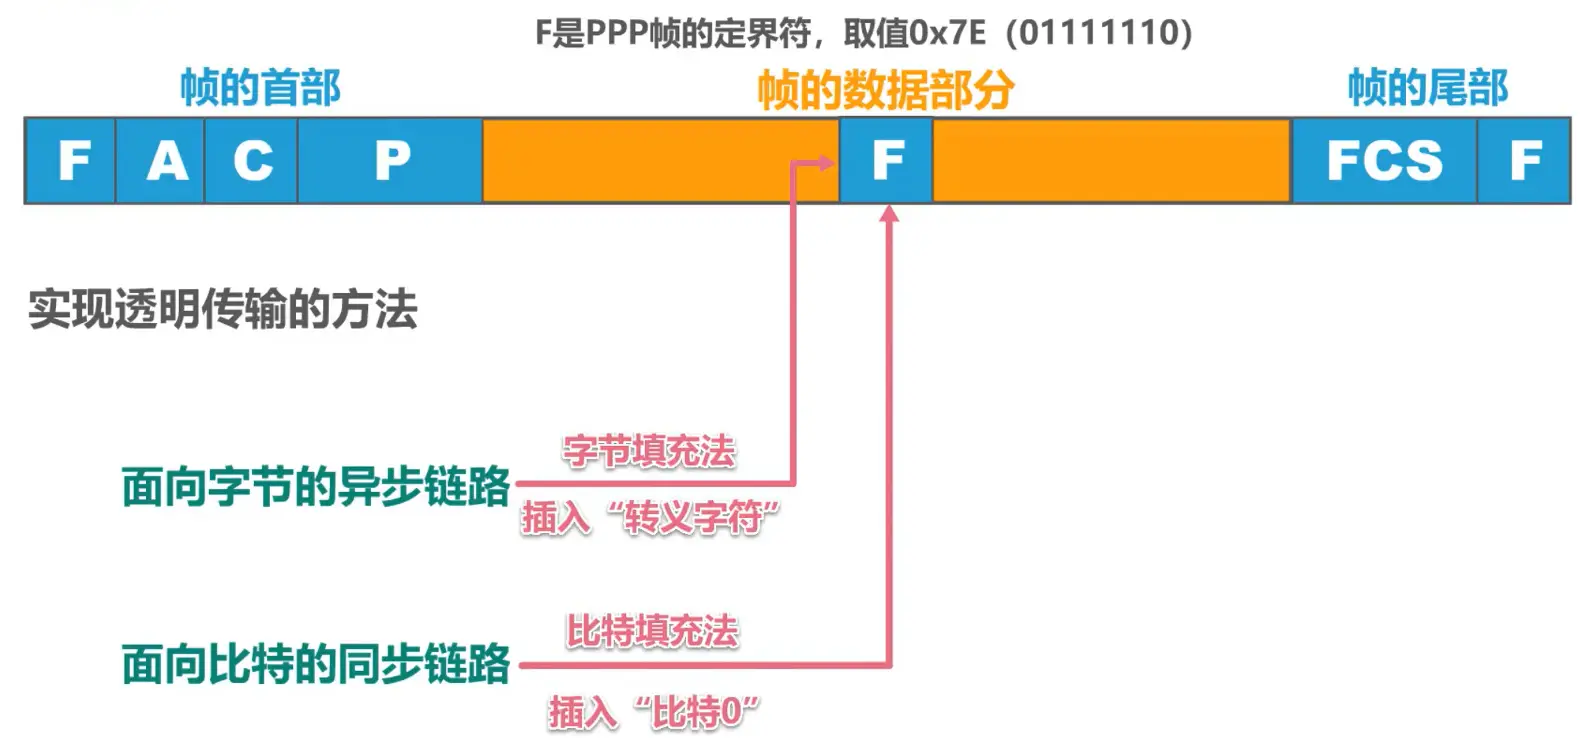 F是PPP帧的定界符，取值0x7E（01111110）
帧的首部 帧的数据部分 帧的尾部
F A C P F FCS F
实现透明传输的方法
字节填充法
面向字节的异步链路
插入“转义字符”
比特填充法
面向比特的同步链路
插入“比特0”